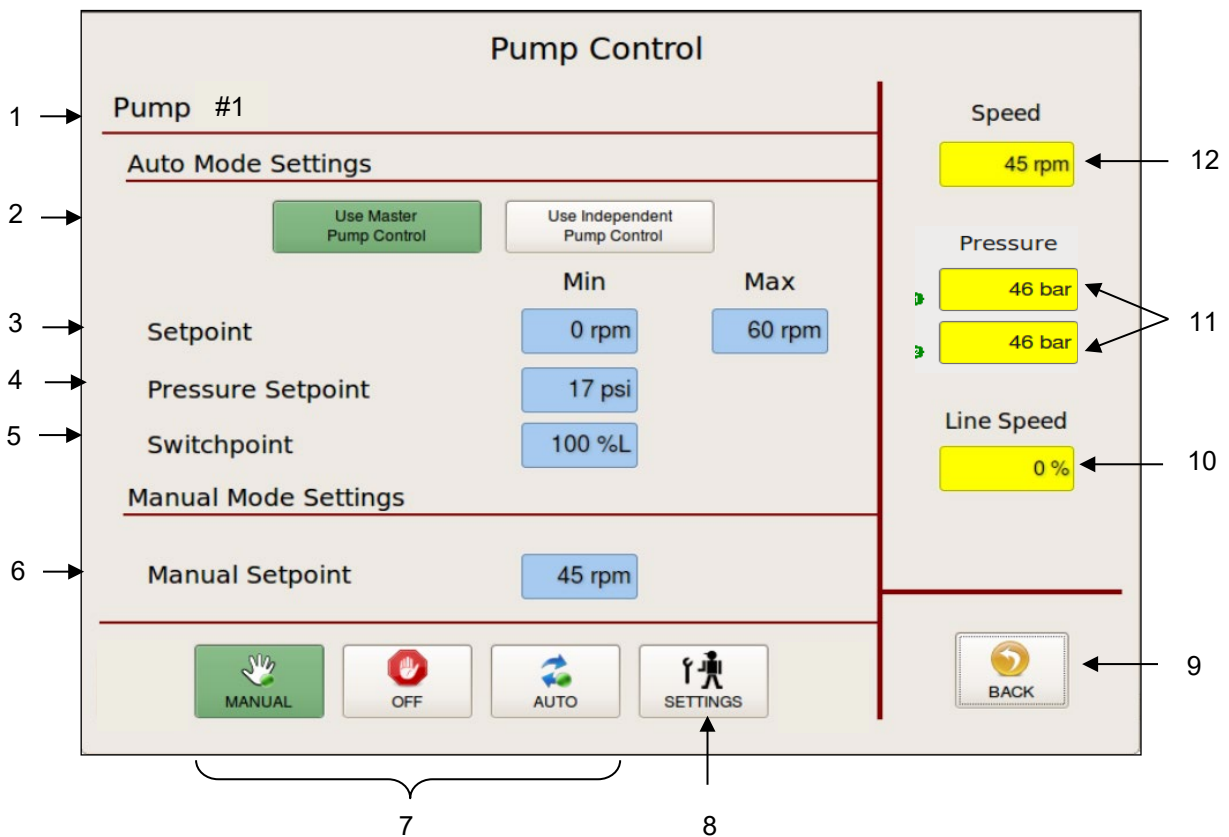 Pump Control
1
Pump #1
Speed
45 rpm
12
Auto Mode Settings
2
Use Master
Pump Control
Use Independent
Pump Control
Pressure
46 bar
46 bar
11
Min
Max
3
Setpoint
0 rpm
60 rpm
4
Pressure Setpoint
17 psi
5
Switchpoint
100 %L
Line Speed
0 %
10
Manual Mode Settings
6
Manual Setpoint
45 rpm
MANUAL
OFF
AUTO
SETTINGS
BACK
9
7
8